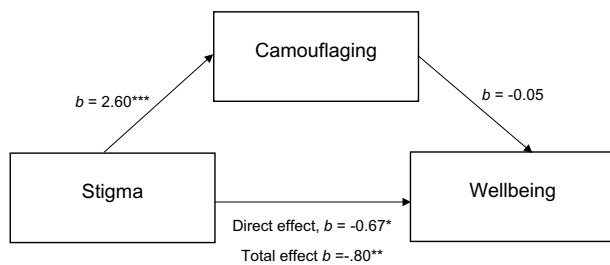 Camouflaging
b = 2.60***
b = -0.05
Stigma
Wellbeing
Direct effect, b = -0.67*
Total effect b =-.80**